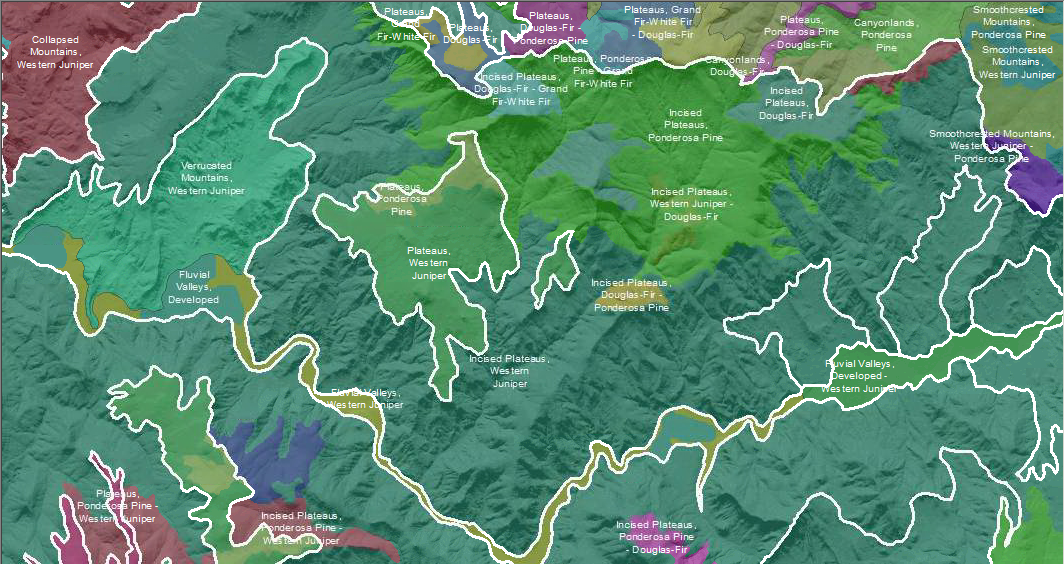 Collapsed
Mountains,
Western Juniper
Plateaus,
Grand
Fir-White Fir
Plateaus,
Douglas-Fir
Plateaus,
Douglas-Fir -
Ponderosa Pine
Plateaus, Grand
Fir-White Fir
- Douglas-Fir
Plateaus,
Ponderosa Pine
- Douglas-Fir
Canyonlands,
Ponderosa
Pine
Smoothcrested
Mountains,
Ponderosa Pine
Smoothcrested
Mountains,
Western Juniper
Incised Plateaus,
Douglas-Fir - Grand
Fir-White Fir
Plateaus, Ponderosa
Pine - Grand
Fir-White Fir
Canyonlands,
Douglas-Fir
Incised
Plateaus,
Douglas-Fir
Incised
Plateaus,
Ponderosa Pine
Smoothcrested Mountains,
Western Juniper -
Ponderosa Pine
Verrucated
Mountains,
Western Juniper
Plateaus,
Ponderosa
Pine
Incised Plateaus,
Western Juniper -
Douglas-Fir
Plateaus,
Western
Juniper
Fluvial
Valleys,
Developed
Incised Plateaus,
Douglas-Fir -
Ponderosa Pine
Incised Plateaus,
Western
Juniper
Fluvial Valleys,
Developed -
Western Juniper
Fluvial Valleys,
Western Juniper
Plateaus,
Ponderosa Pine -
Western Juniper
Incised Plateaus,
Ponderosa Pine -
Western Juniper
Incised Plateaus,
Ponderosa Pine
- Douglas-Fir